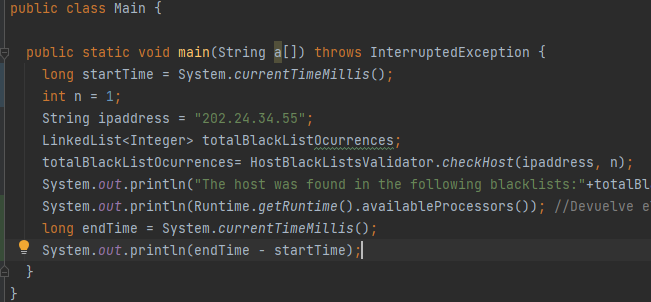 public class Main {
public static void main(String a[]) throws InterruptedException {
long startTime = System.currentTimeMillis();
int n = 1;
String ipaddress = "202.24.34.55";
LinkedList<Integer> totalBlackListOcurrences;
totalBlackListOcurrences= HostBlackListsValidator.checkHost(ipaddress, n);
System.out.println("The host was found in the following blacklists:"+totalBl
System.out.println(Runtime.getRuntime().availableProcessors()); //Devuelve e
long endTime = System.currentTimeMillis();
System.out.println(endTime - startTime);
}
}